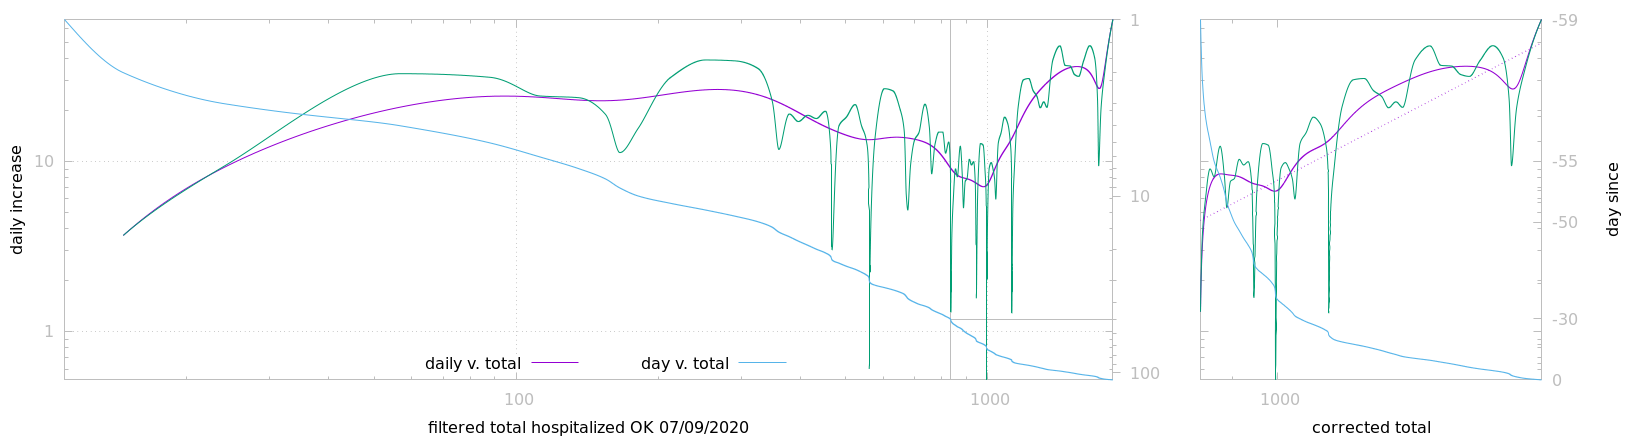 daily increase
10
1
daily v. total
day v. total
100
1000
filtered total hospitalized OK 07/09/2020
1
10
100
1000
corrected total
-59
-55
-50
-30
0
day since